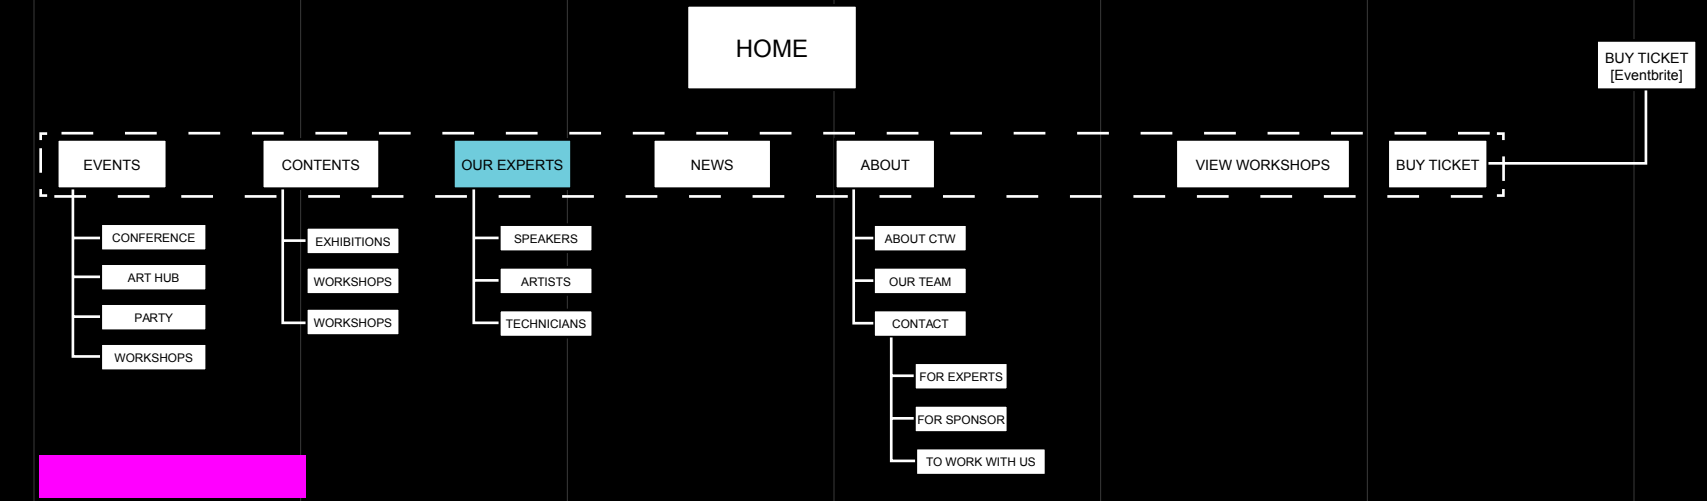 HOME
BUY TICKET
[Eventbrite]
EVENTS
CONTENTS
OUR EXPERTS
NEWS
ABOUT
VIEW WORKSHOPS
BUY TICKET
CONFERENCE
ART HUB
PARTY
WORKSHOPS
EXHIBITIONS
WORKSHOPS
WORKSHOPS
SPEAKERS
ARTISTS
TECHNICIANS
ABOUT CTW
OUR TEAM
CONTACT
FOR EXPERTS
FOR SPONSOR
TO WORK WITH US